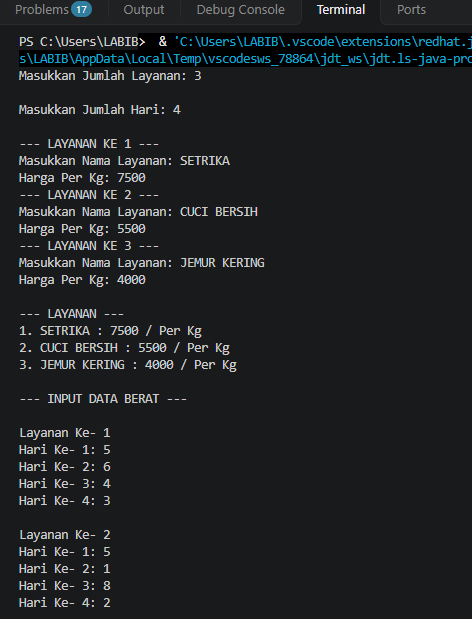 Problems 17 Output Debug Console Terminal Ports
PS C:\Users\LABIB> & 'C:\Users\LABIB\.vscode\extensions\redhat.j
s\LABIB\AppData\Local\Temp\vscodesws_78864\jdt_ws\jdt.ls-java-pro
Masukkan Jumlah Layanan: 3
Masukkan Jumlah Hari: 4
--- LAYANAN KE 1 ---
Masukkan Nama Layanan: SETRIKA
Harga Per Kg: 7500
--- LAYANAN KE 2 ---
Masukkan Nama Layanan: CUCI BERSIH
Harga Per Kg: 5500
--- LAYANAN KE 3 ---
Masukkan Nama Layanan: JEMUR KERING
Harga Per Kg: 4000
--- LAYANAN ---
1. SETRIKA : 7500 / Per Kg
2. CUCI BERSIH : 5500 / Per Kg
3. JEMUR KERING : 4000 / Per Kg
--- INPUT DATA BERAT ---
Layanan Ke- 1
Hari Ke- 1: 5
Hari Ke- 2: 6
Hari Ke- 3: 4
Hari Ke- 4: 3
Layanan Ke- 2
Hari Ke- 1: 5
Hari Ke- 2: 1
Hari Ke- 3: 8
Hari Ke- 4: 2